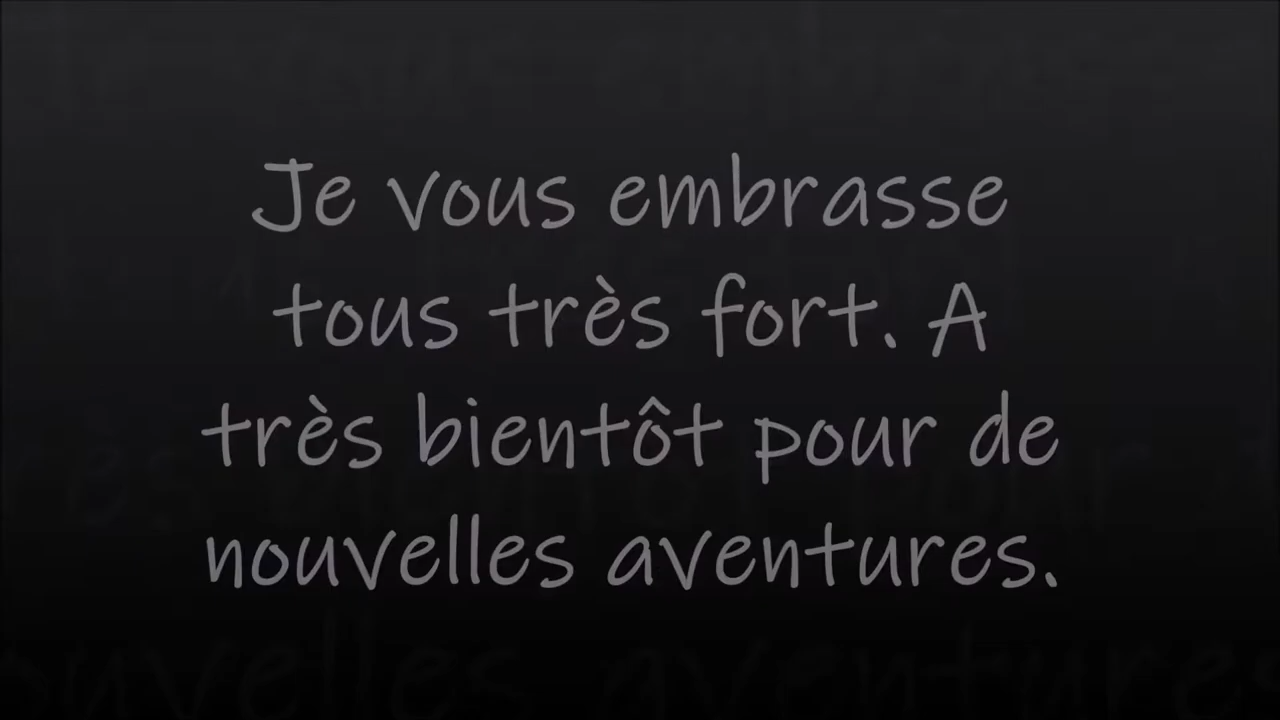 Je vous embrasse
tous très fort. A
très bientôt pour de
nouvelles aventures.